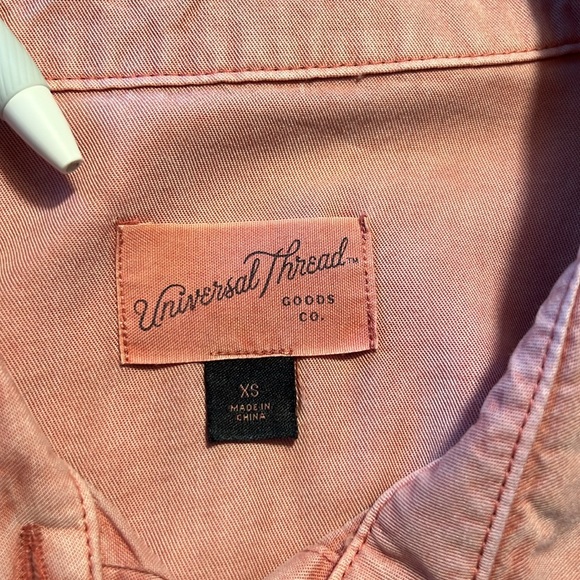 Universal Thread™
GOODS
CO.
XS
MADE IN
CHINA